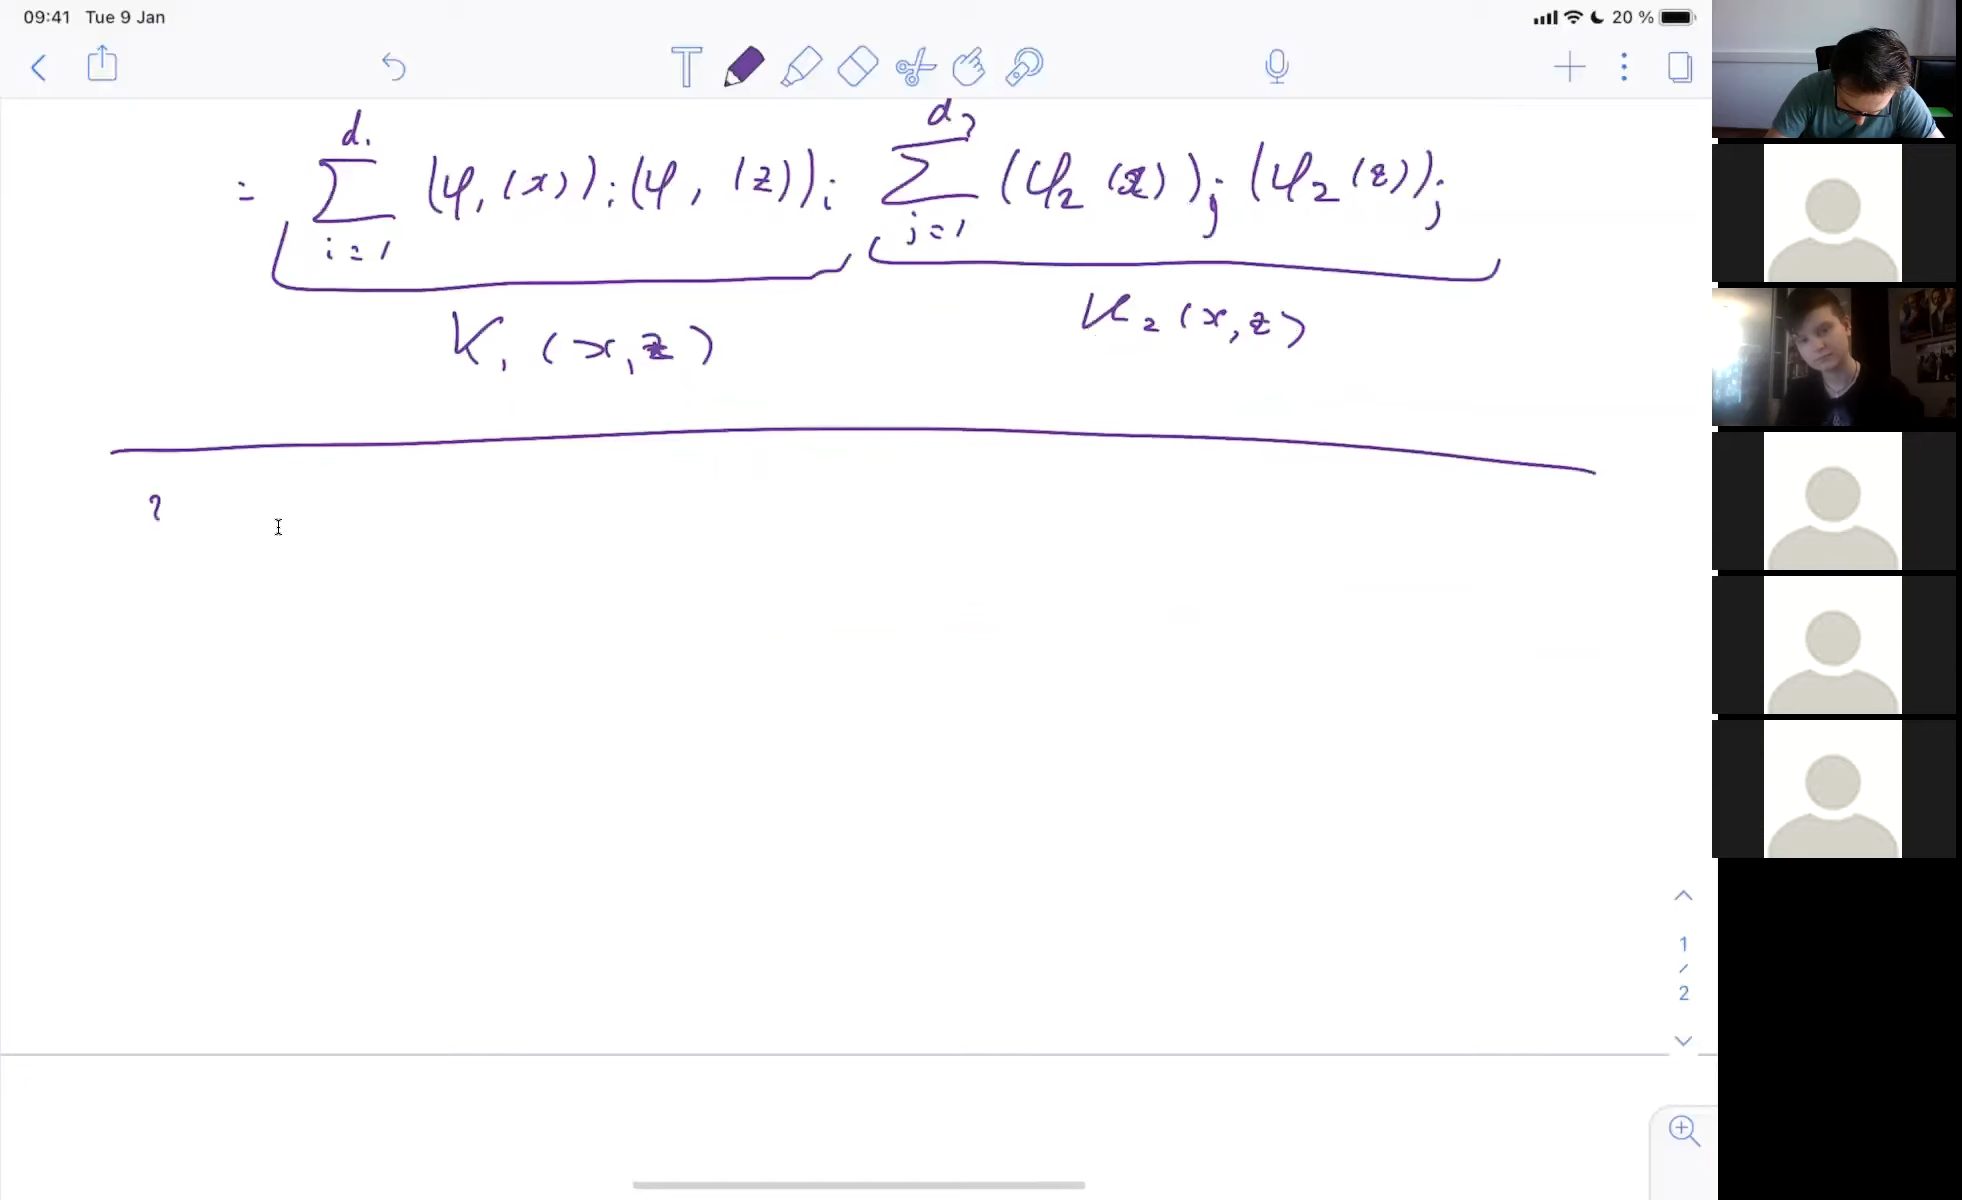 09:41 Tue 9 Jan 20 %
T
d₁ d₂
= ∑ (φ₁(x))ᵢ (φ₁(z))ᵢ ∑ (φ₂(x))ⱼ (φ₂(z))ⱼ
i=1 j=1
K₁(x,z) K₂(x,z)
?
1
/
2